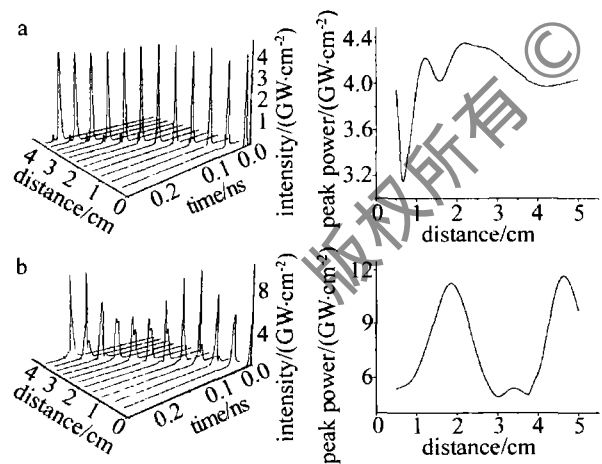 a
intensity/(GW·cm-2)
4
3
2
1
0.0
0.1
0.2
time/ns
4 3 2 1 0
distance/cm
peak power/(GW·cm-2)
4.4
4.0
3.6
3.2
0 1 2 3 4 5
distance/cm
b
intensity/(GW·cm-2)
8
4
0.0
0.1
0.2
time/ns
4 3 2 1 0
distance/cm
peak power/(GW·cm-2)
12
9
6
0 1 2 3 4 5
distance/cm
版权所有 ©